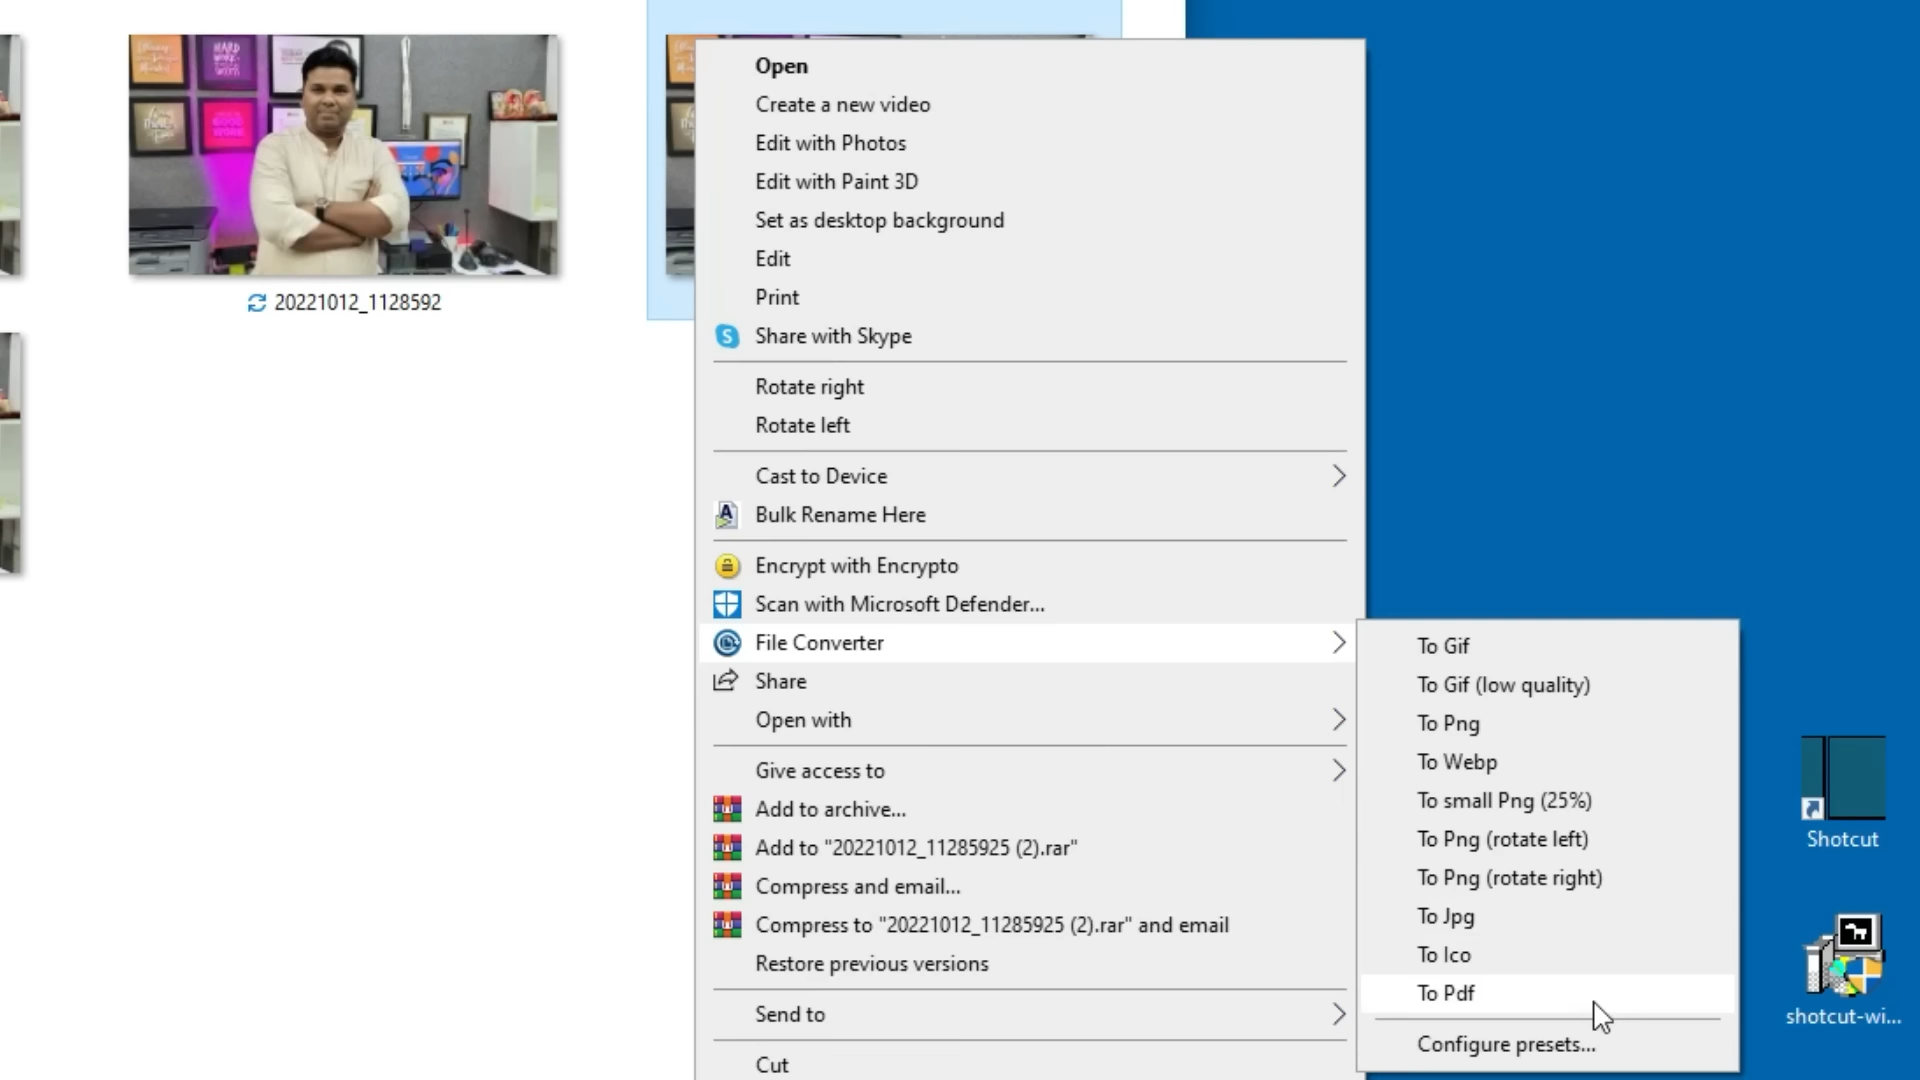 HARD
WORK
GOOD
WORK
20221012_1128592
Open
Create a new video
Edit with Photos
Edit with Paint 3D
Set as desktop background
Edit
Print
Share with Skype
Rotate right
Rotate left
Cast to Device
Bulk Rename Here
Encrypt with Encrypto
Scan with Microsoft Defender...
File Converter
Share
Open with
Give access to
Add to archive...
Add to "20221012_11285925 (2).rar"
Compress and email...
Compress to "20221012_11285925 (2).rar" and email
Restore previous versions
Send to
Cut
To Gif
To Gif (low quality)
To Png
To Webp
To small Png (25%)
To Png (rotate left)
To Png (rotate right)
To Jpg
To Ico
To Pdf
Configure presets...
Shotcut
shotcut-wi...